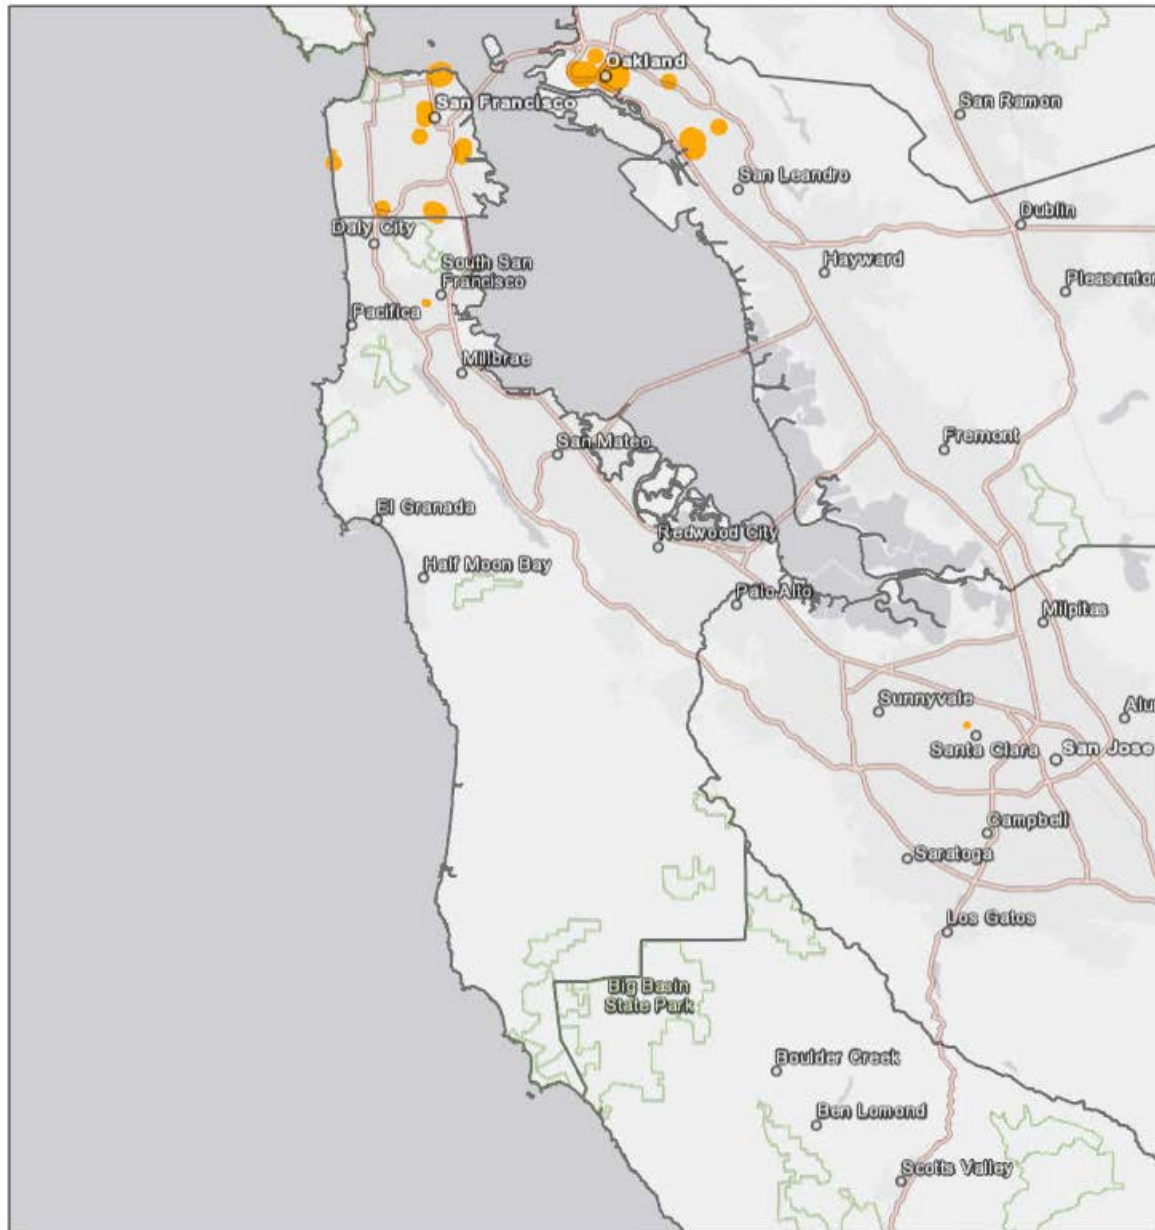 Oakland
San Ramon
San Francisco
San Leandro
Dublin
Daly City
Hayward
South San
Francisco
Pleasanton
Pacifica
Millbrae
Fremont
San Mateo
El Granada
Redwood City
Half Moon Bay
Palo Alto
Milpitas
Sunnyvale
Alu
Santa Clara
San Jose
Campbell
Saratoga
Los Gatos
Big Basin
State Park
Boulder Creek
Ben Lomond
Scotts Valley